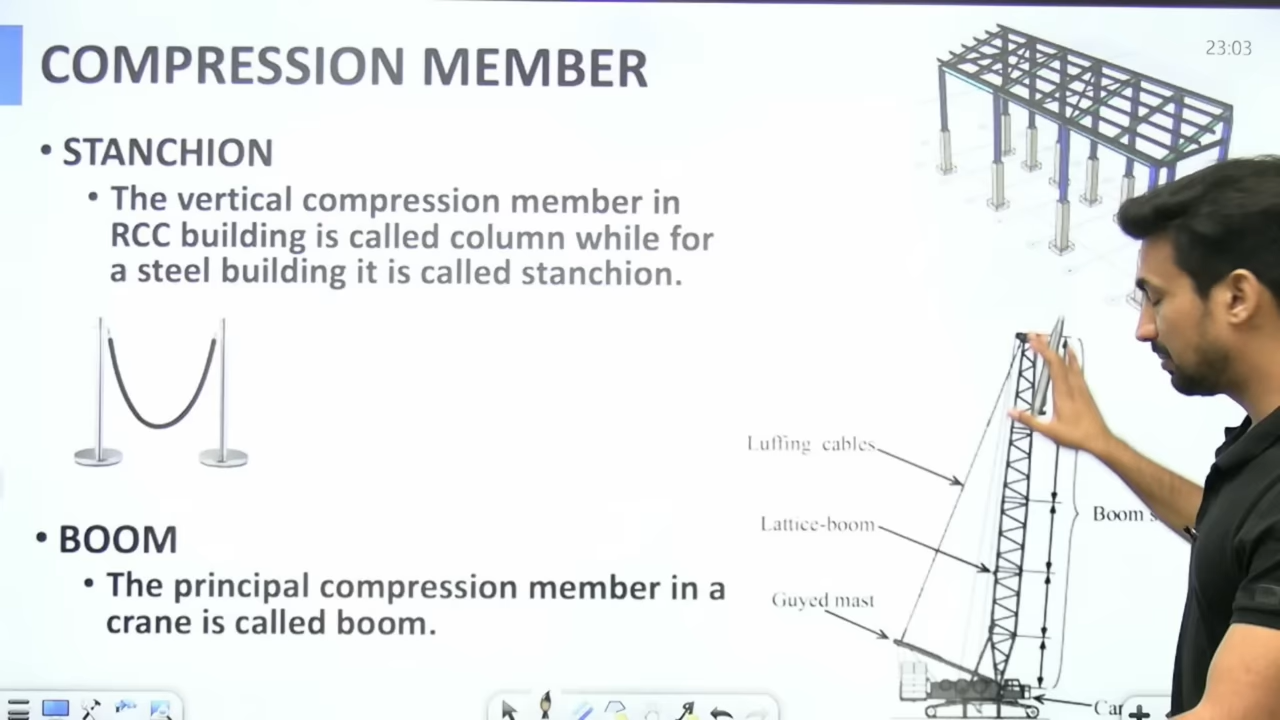 COMPRESSION MEMBER
23:03
• STANCHION
• The vertical compression member in
RCC building is called column while for
a steel building it is called stanchion.
Luffing cables
Lattice-boom
Boom
Guyed mast
• BOOM
• The principal compression member in a
crane is called boom.